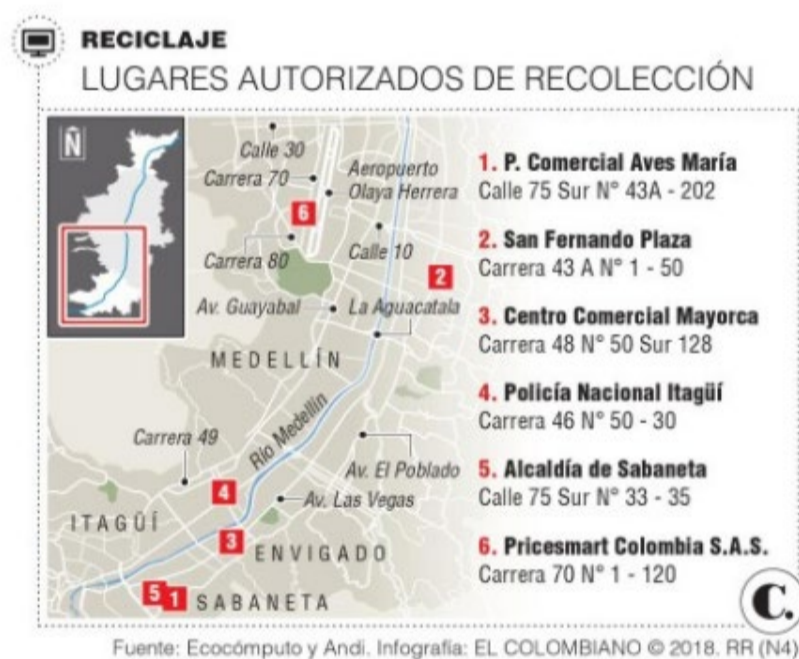 RECICLAJE
LUGARES AUTORIZADOS DE RECOLECCIÓN
N
Calle 30
Carrera 70
Aeropuerto
Olaya Herrera
6
Carrera 80
Calle 10
2
Av. Guayabal
La Aguacatala
MEDELLÍN
Río Medellín
Carrera 49
Av. El Poblado
4
Av. Las Vegas
ITAGÜÍ
3
ENVIGADO
5
1
SABANETA
1. P. Comercial Aves María
Calle 75 Sur N° 43A - 202
2. San Fernando Plaza
Carrera 43 A N° 1 - 50
3. Centro Comercial Mayorca
Carrera 48 N° 50 Sur 128
4. Policía Nacional Itagüí
Carrera 46 N° 50 - 30
5. Alcaldía de Sabaneta
Calle 75 Sur N° 33 - 35
6. Pricesmart Colombia S.A.S.
Carrera 70 N° 1 - 120
C.
Fuente: Ecocómputo y Andi. Infografía: EL COLOMBIANO © 2018. RR (N4)